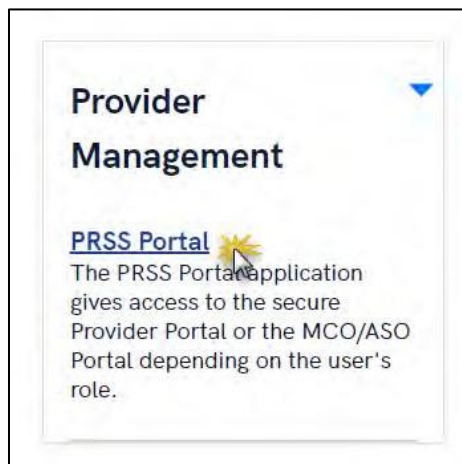 Provider
Management
PRSS Portal
The PRSS Portal application
gives access to the secure
Provider Portal or the MCO/ASO
Portal depending on the user's
role.